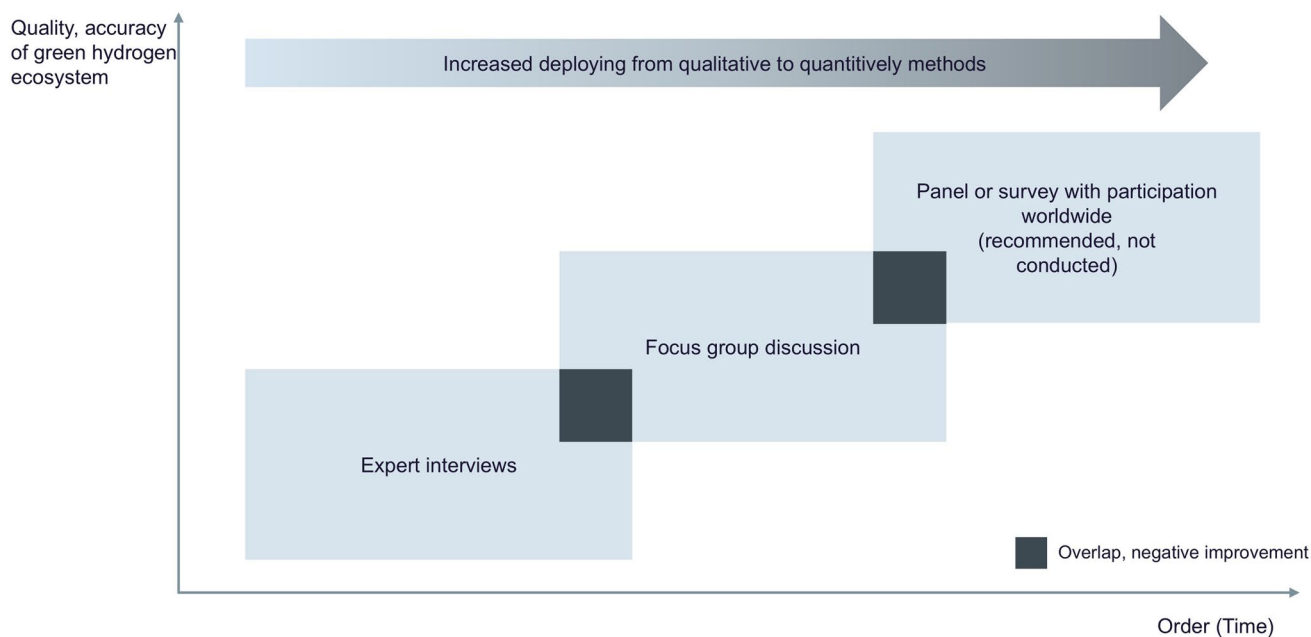 Quality, accuracy
of green hydrogen
ecosystem
Increased deploying from qualitative to quantitively methods
Panel or survey with participation
worldwide
(recommended, not
conducted)
Focus group discussion
Expert interviews
Overlap, negative improvement
Order (Time)